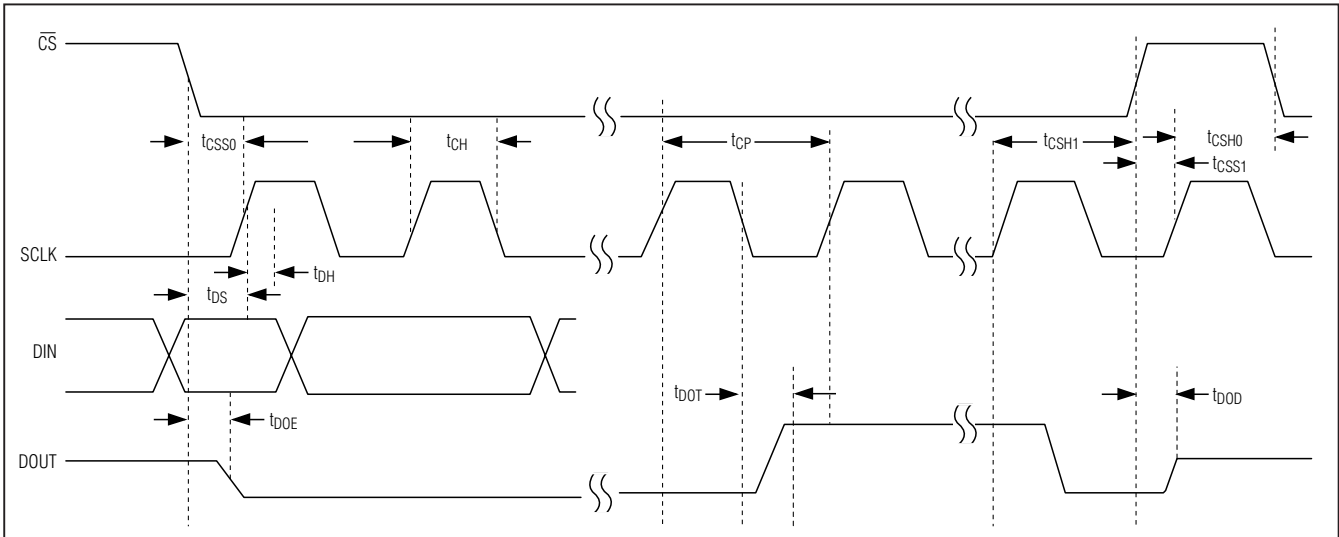 CS
tCSS0
tCH
tCP
tCSH1
tCSH0
tCSS1
SCLK
tDH
tDS
DIN
tDOT
tDOD
tDOE
DOUT